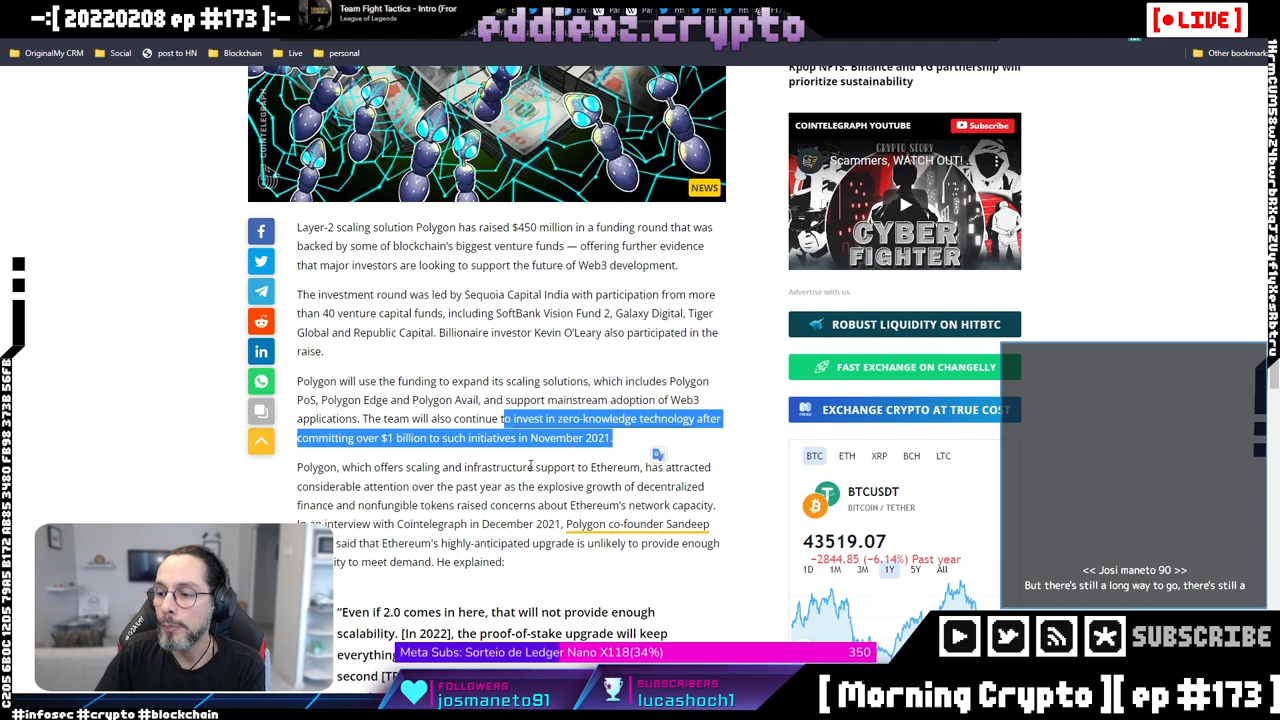 -:[ 20220208 ep #173 ]:-
Team Fight Tactics - Intro (Fror
League of Legends
eddieoz.crypto
[•LIVE]
OriginalMy CRM
Social
post to HN
Blockchain
Live
personal
Other bookmark
Kpop NFTs: Binance and YG partnership will
prioritize sustainability
COINTELEGRAPH
NEWS
COINTELEGRAPH YOUTUBE
Subscribe
CRYPTO STORY
Scammers, WATCH OUT! ...
CYBER
FIGHTER
Advertise with us
ROBUST LIQUIDITY ON HITBTC
FAST EXCHANGE ON CHANGELLY
EXCHANGE CRYPTO AT TRUE COST
Layer-2 scaling solution Polygon has raised $450 million in a funding round that was
backed by some of blockchain's biggest venture funds — offering further evidence
that major investors are looking to support the future of Web3 development.
The investment round was led by Sequoia Capital India with participation from more
than 40 venture capital funds, including SoftBank Vision Fund 2, Galaxy Digital, Tiger
Global and Republic Capital. Billionaire investor Kevin O'Leary also participated in the
raise.
Polygon will use the funding to expand its scaling solutions, which includes Polygon
PoS, Polygon Edge and Polygon Avail, and support mainstream adoption of Web3
applications. The team will also continue to invest in zero-knowledge technology after
committing over $1 billion to such initiatives in November 2021.
Polygon, which offers scaling and infrastructure support to Ethereum, has attracted
considerable attention over the past year as the explosive growth of decentralized
finance and nonfungible tokens raised concerns about Ethereum's network capacity.
In an interview with Cointelegraph in December 2021, Polygon co-founder Sandeep
said that Ethereum's highly-anticipated upgrade is unlikely to provide enough
ity to meet demand. He explained:
"Even if 2.0 comes in here, that will not provide enough
scalability. [In 2022], the proof-of-stake upgrade will keep
everything
second [TP
BTC
ETH
XRP
BCH
LTC
BTCUSDT
BITCOIN / TETHER
43519.07
−2844.85 (−6.14%) Past year
1D
1M
3M
1Y
5Y
All
<< Josi maneto 90 >>
But there's still a long way to go, there's still a
Meta Subs: Sorteio de Ledger Nano X118(34%)
350
FOLLOWERS
josmaneto91
SUBSCRIBERS
lucashoch1
SUBSCRIBE
[ Morning Crypto ][ ep #173 ]
#infosec #crypto #blockchain